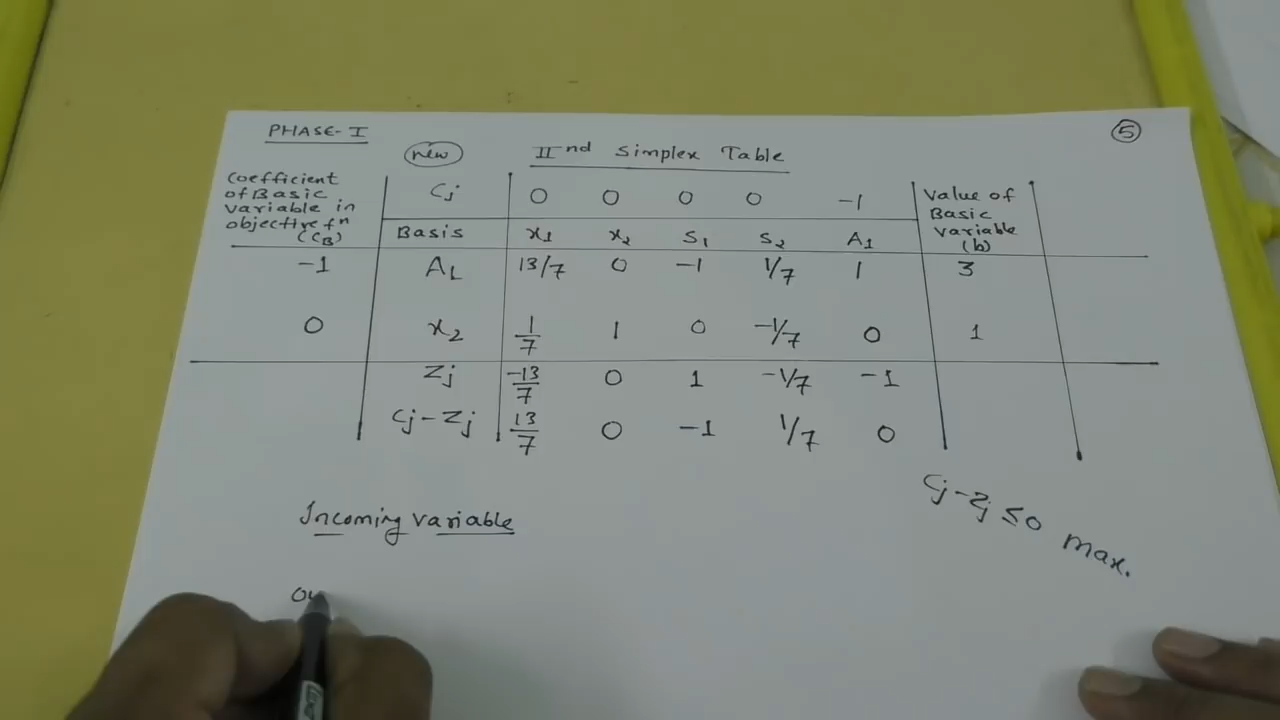 PHASE-I
5
new
IInd Simplex Table
Coefficient of Basic variable in objective fn (CB)
Cj 0 0 0 0 -1
Value of Basic variable (b)
Basis x1 x2 S1 S2 A1
-1 A1 13/7 0 -1 1/7 1 3
0 x2 1/7 1 0 -1/7 0 1
Zj -13/7 0 1 -1/7 -1
Cj-Zj 13/7 0 -1 1/7 0
Cj-Zj ≤0 max.
Incoming variable
ou